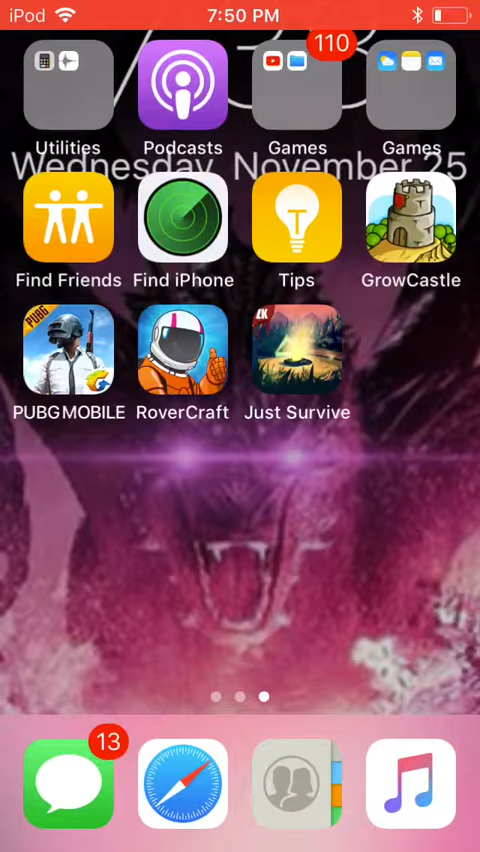 iPod 7:50 PM
110
Utilities Podcasts Games Games
Wednesday, November 25
Find Friends Find iPhone Tips GrowCastle
PUBG
LK
PUBG MOBILE RoverCraft Just Survive
13